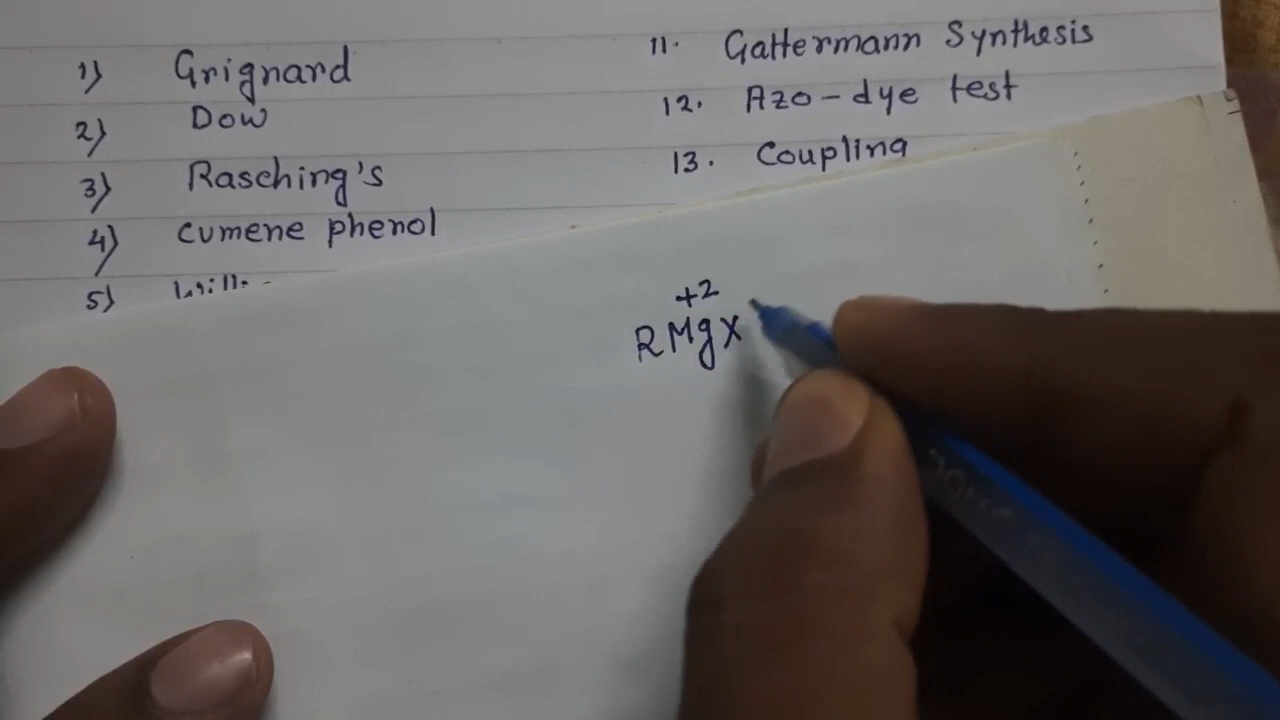 1) Grignard
2) Dow
3) Rasching's
4) cumene phenol
5)
11. Gattermann Synthesis
12. Azo-dye test
13. Coupling
+2
RMgX